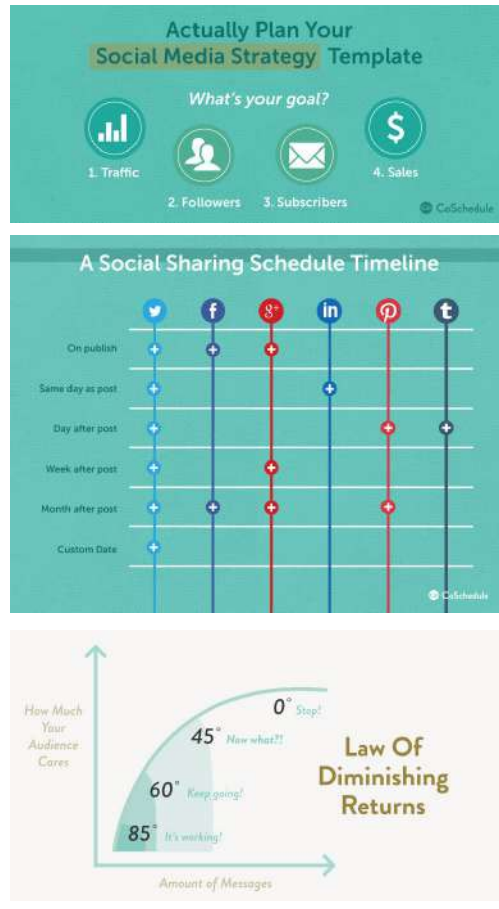 Actually Plan Your
Social Media Strategy Template
What's your goal?
1. Traffic
2. Followers
3. Subscribers
4. Sales
CoSchedule
A Social Sharing Schedule Timeline
f
g+
in
t
On publish
Same day as post
Day after post
Week after post
Month after post
Custom Date
CoSchedule
How Much
Your
Audience
Cares
0° Stop!
45° Now what?!
60° Keep going!
85° It's working!
Law Of
Diminishing
Returns
Amount of Messages